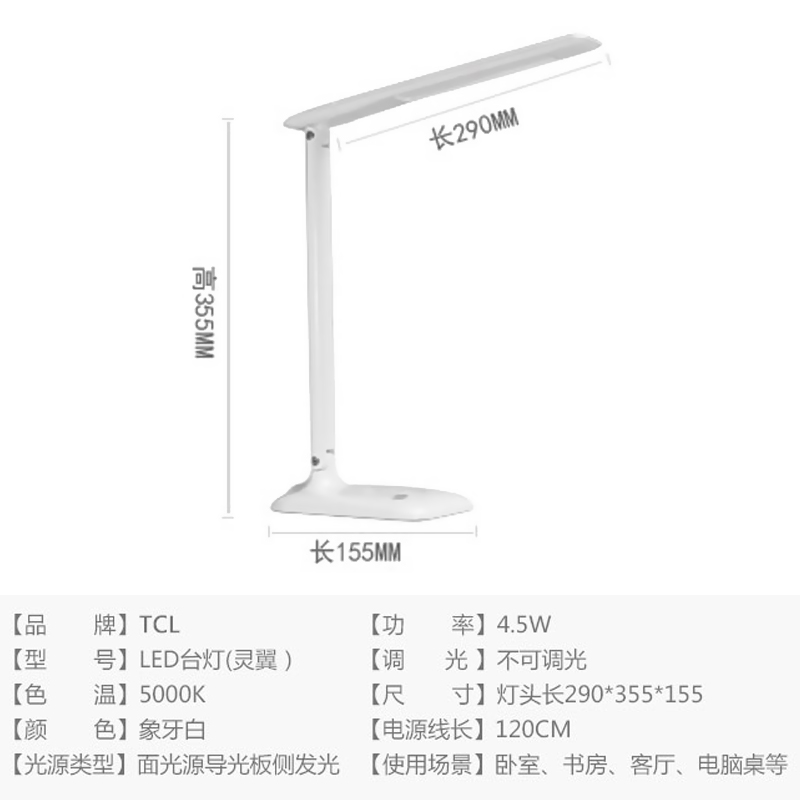 长290MM
高355MM
长155MM
【品 牌】TCL 【功 率】4.5W
【型 号】LED台灯(灵翼 ) 【调 光】不可调光
【色 温】5000K 【尺 寸】灯头长290*355*155
【颜 色】象牙白 【电源线长】120CM
【光源类型】面光源导光板侧发光 【使用场景】卧室、书房、客厅、电脑桌等